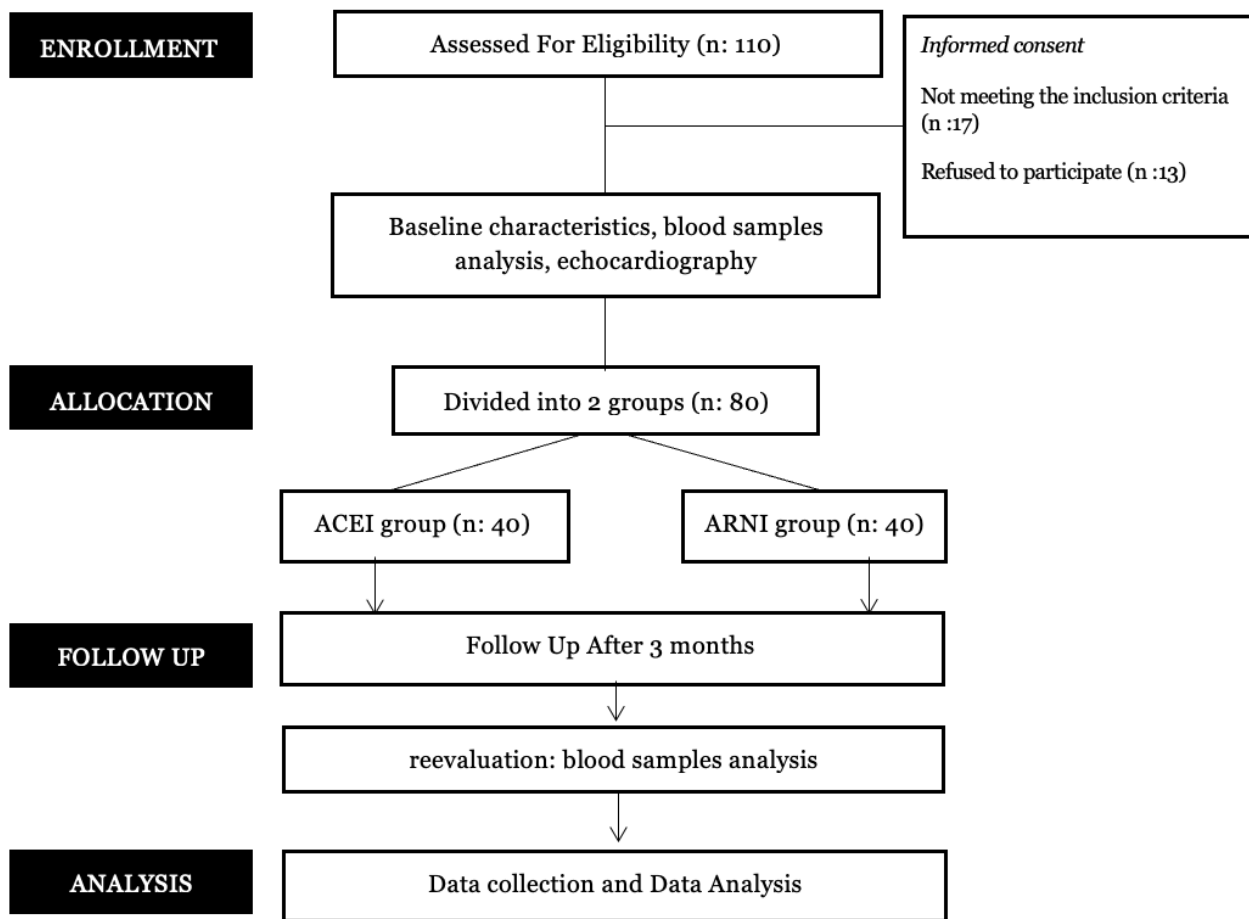 ENROLLMENT
Assessed For Eligibility (n: 110)
Informed consent
Not meeting the inclusion criteria
(n :17)
Refused to participate (n :13)
Baseline characteristics, blood samples
analysis, echocardiography
ALLOCATION
Divided into 2 groups (n: 80)
ACEI group (n: 40)
ARNI group (n: 40)
FOLLOW UP
Follow Up After 3 months
reevaluation: blood samples analysis
ANALYSIS
Data collection and Data Analysis